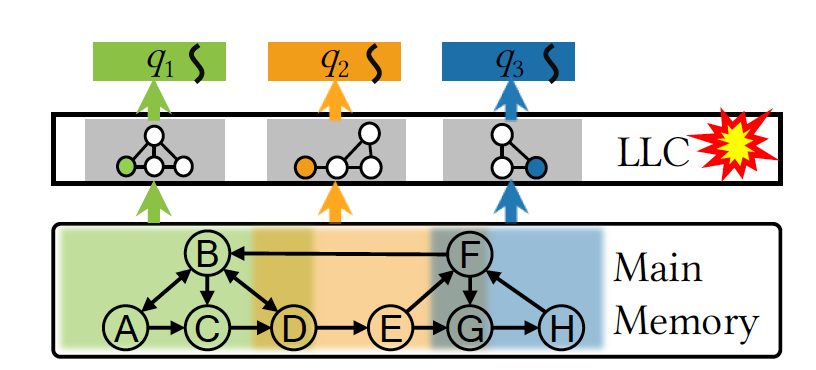 q1 q2 q3
LLC
Main
Memory
B F
A C D E G H